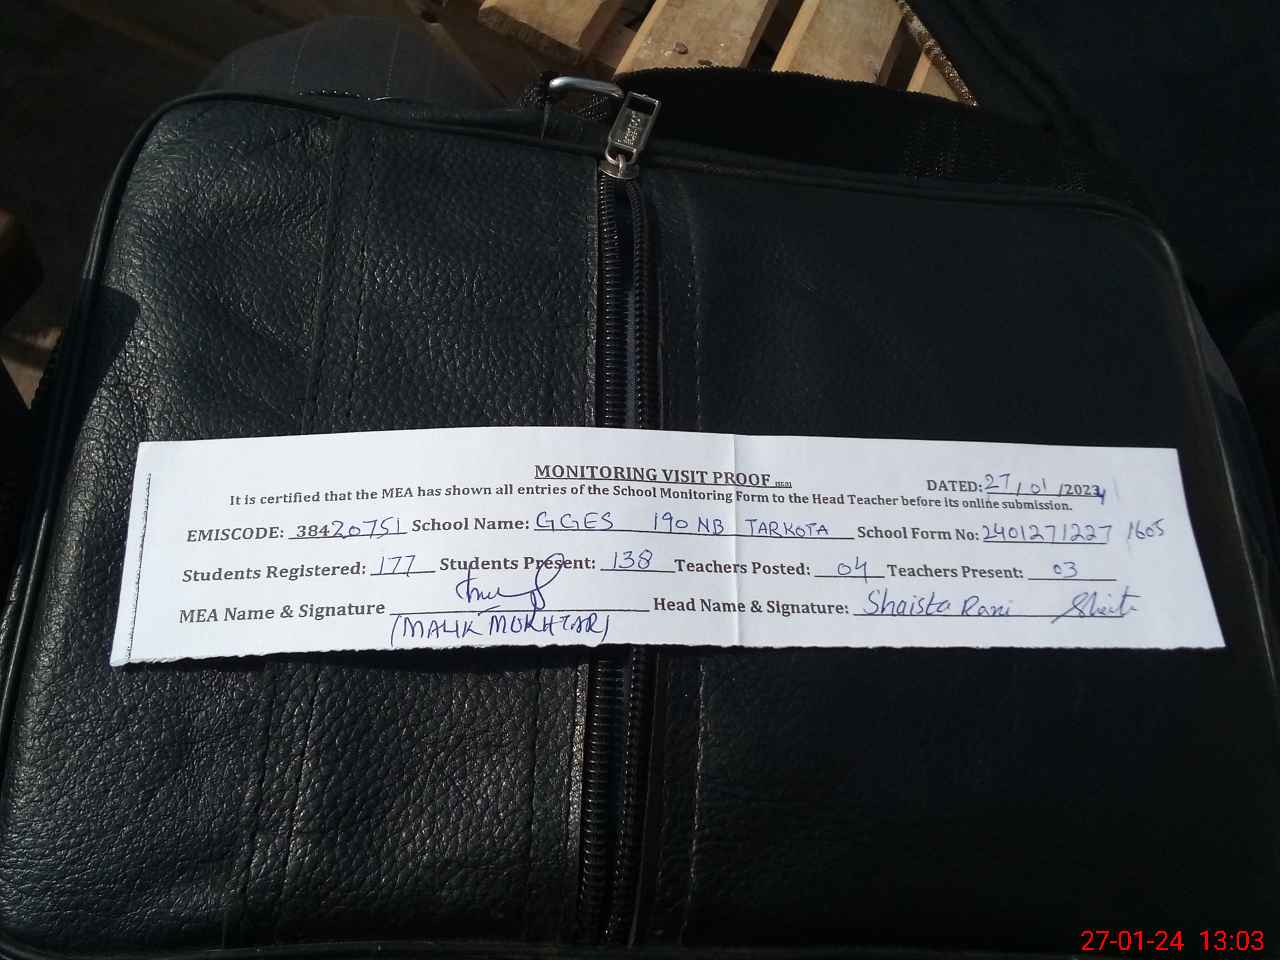 MONITORING VISIT PROOF
DATED: 27/01/2024
It is certified that the MEA has shown all entries of the School Monitoring Form to the Head Teacher before its online submission.
EMISCODE: 38420751 School Name: GGES 190 NB TARKOTA School Form No: 2401271227 1605
Students Registered: 177 Students Present: 138 Teachers Posted: 04 Teachers Present: 03
MEA Name & Signature Head Name & Signature: Shaista Rani
(MALIK MUKHTAR)
27-01-24 13:03